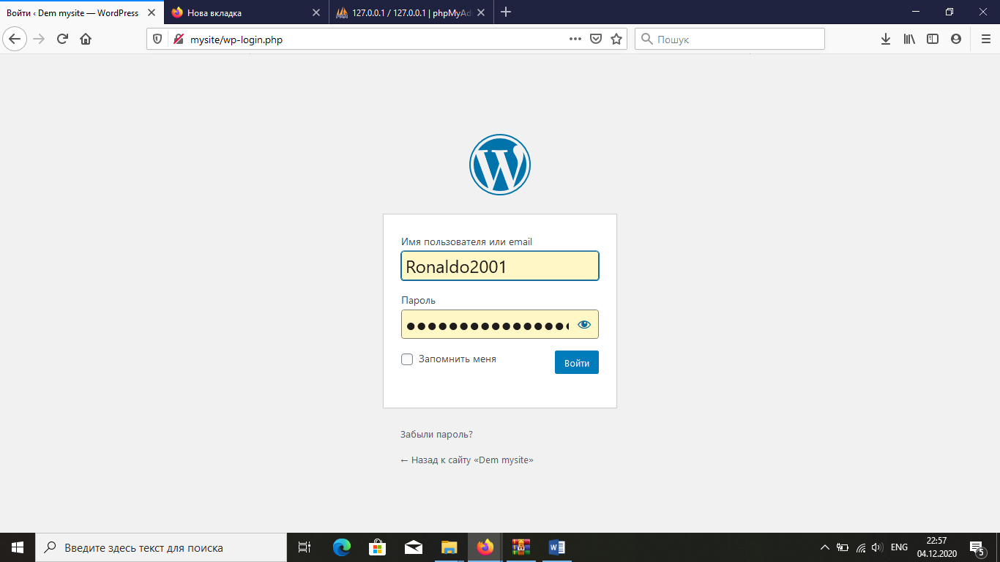 Войти ‹ Dem mysite — WordPress
Нова вкладка
127.0.0.1 / 127.0.0.1 | phpMyAd
mysite/wp-login.php
Пошук
Имя пользователя или email
Ronaldo2001
Пароль
Запомнить меня
Войти
Забыли пароль?
← Назад к сайту «Dem mysite»
Введите здесь текст для поиска
ENG
22:57
04.12.2020
5